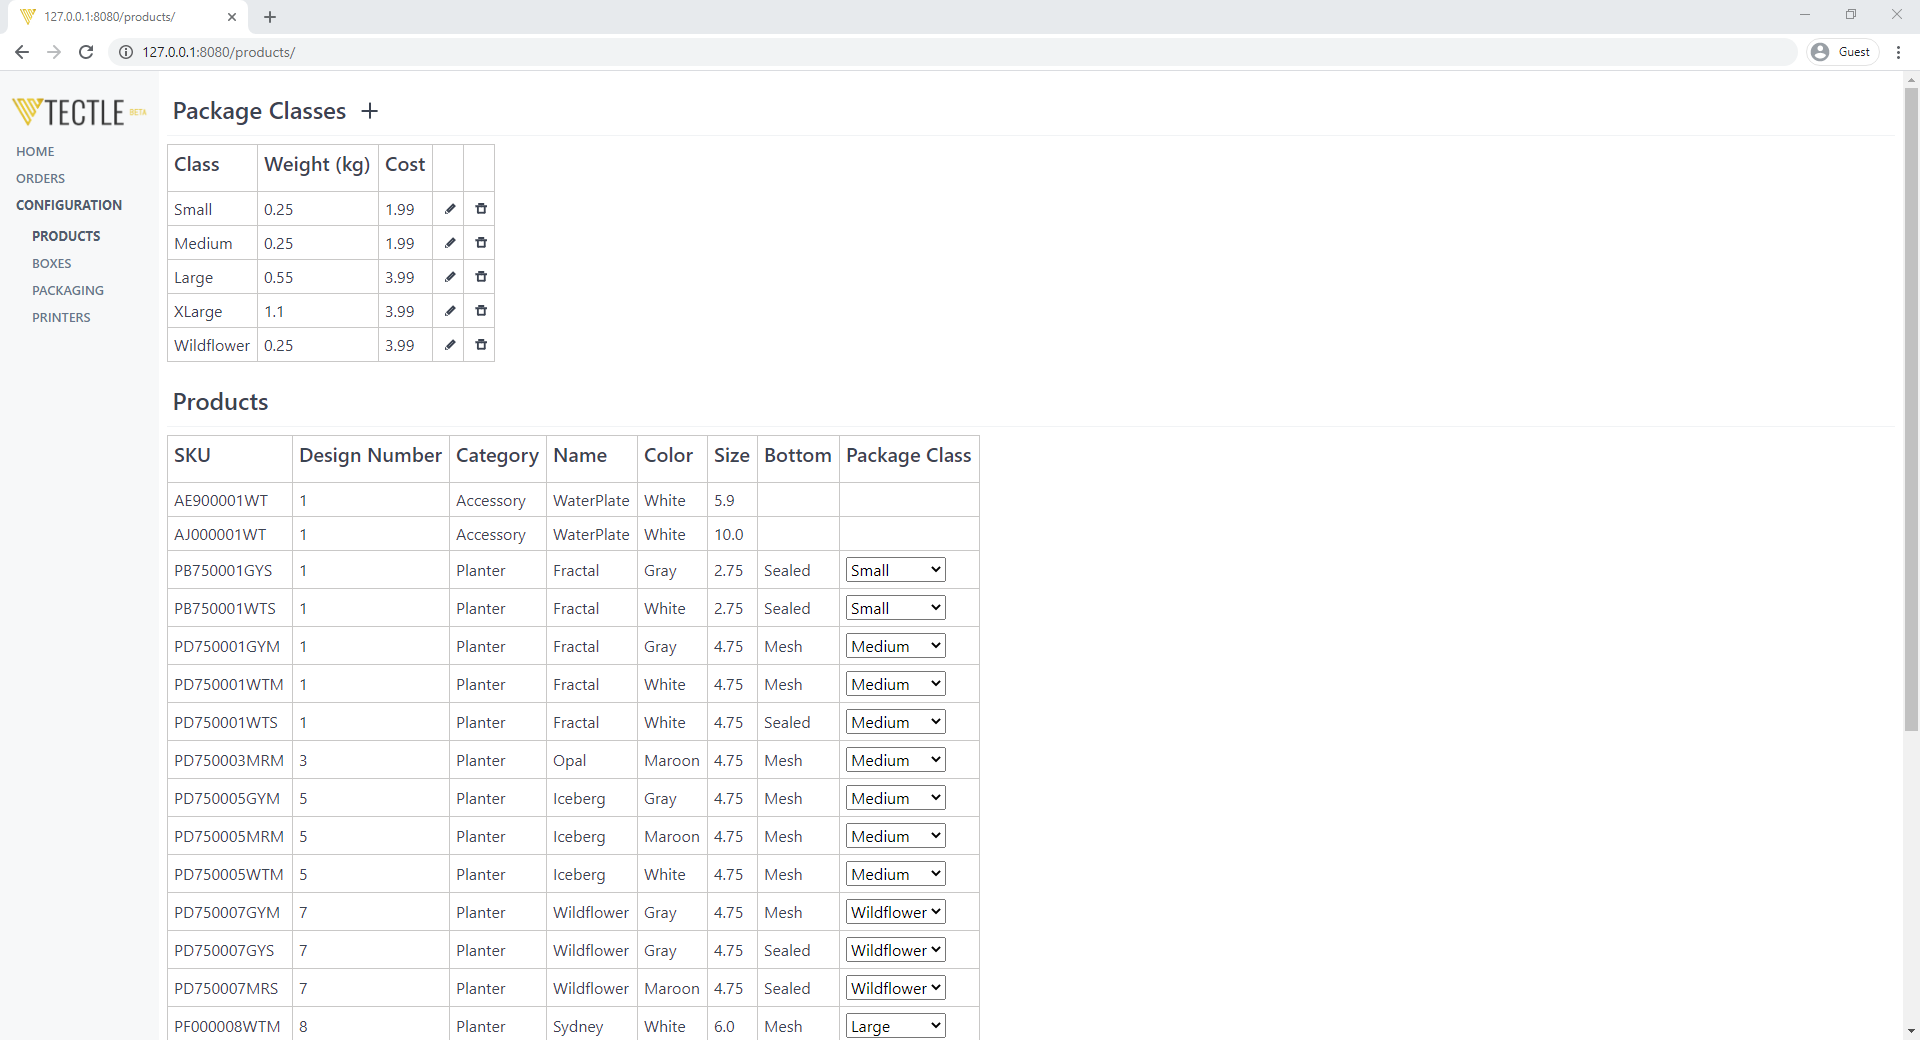 127.0.0.1:8080/products/
127.0.0.1:8080/products/
Guest
TECTLE BETA
HOME
ORDERS
CONFIGURATION
PRODUCTS
BOXES
PACKAGING
PRINTERS
Package Classes +
Class Weight (kg) Cost
Small 0.25 1.99
Medium 0.25 1.99
Large 0.55 3.99
XLarge 1.1 3.99
Wildflower 0.25 3.99
Products
SKU Design Number Category Name Color Size Bottom Package Class
AE900001WT 1 Accessory WaterPlate White 5.9
AJ000001WT 1 Accessory WaterPlate White 10.0
PB750001GYS 1 Planter Fractal Gray 2.75 Sealed Small
PB750001WTS 1 Planter Fractal White 2.75 Sealed Small
PD750001GYM 1 Planter Fractal Gray 4.75 Mesh Medium
PD750001WTM 1 Planter Fractal White 4.75 Mesh Medium
PD750001WTS 1 Planter Fractal White 4.75 Sealed Medium
PD750003MRM 3 Planter Opal Maroon 4.75 Mesh Medium
PD750005GYM 5 Planter Iceberg Gray 4.75 Mesh Medium
PD750005MRM 5 Planter Iceberg Maroon 4.75 Mesh Medium
PD750005WTM 5 Planter Iceberg White 4.75 Mesh Medium
PD750007GYM 7 Planter Wildflower Gray 4.75 Mesh Wildflower
PD750007GYS 7 Planter Wildflower Gray 4.75 Sealed Wildflower
PD750007MRS 7 Planter Wildflower Maroon 4.75 Sealed Wildflower
PF000008WTM 8 Planter Sydney White 6.0 Mesh Large